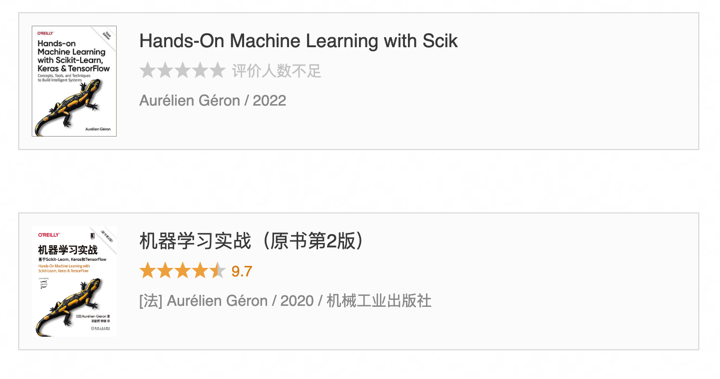 O'REILLY
Hands-on
Machine Learning
with Scikit-Learn,
Keras & TensorFlow
Concepts, Tools, and Techniques
to Build Intelligent Systems
Aurélien Géron
Hands-On Machine Learning with Scik
评价人数不足
Aurélien Géron / 2022
O'REILLY
机器学习实战
基于Scikit-Learn、Keras和TensorFlow
Hands-On Machine Learning with
Scikit-Learn, Keras & TensorFlow
机器学习实战（原书第2版）
9.7
[法] Aurélien Géron / 2020 / 机械工业出版社